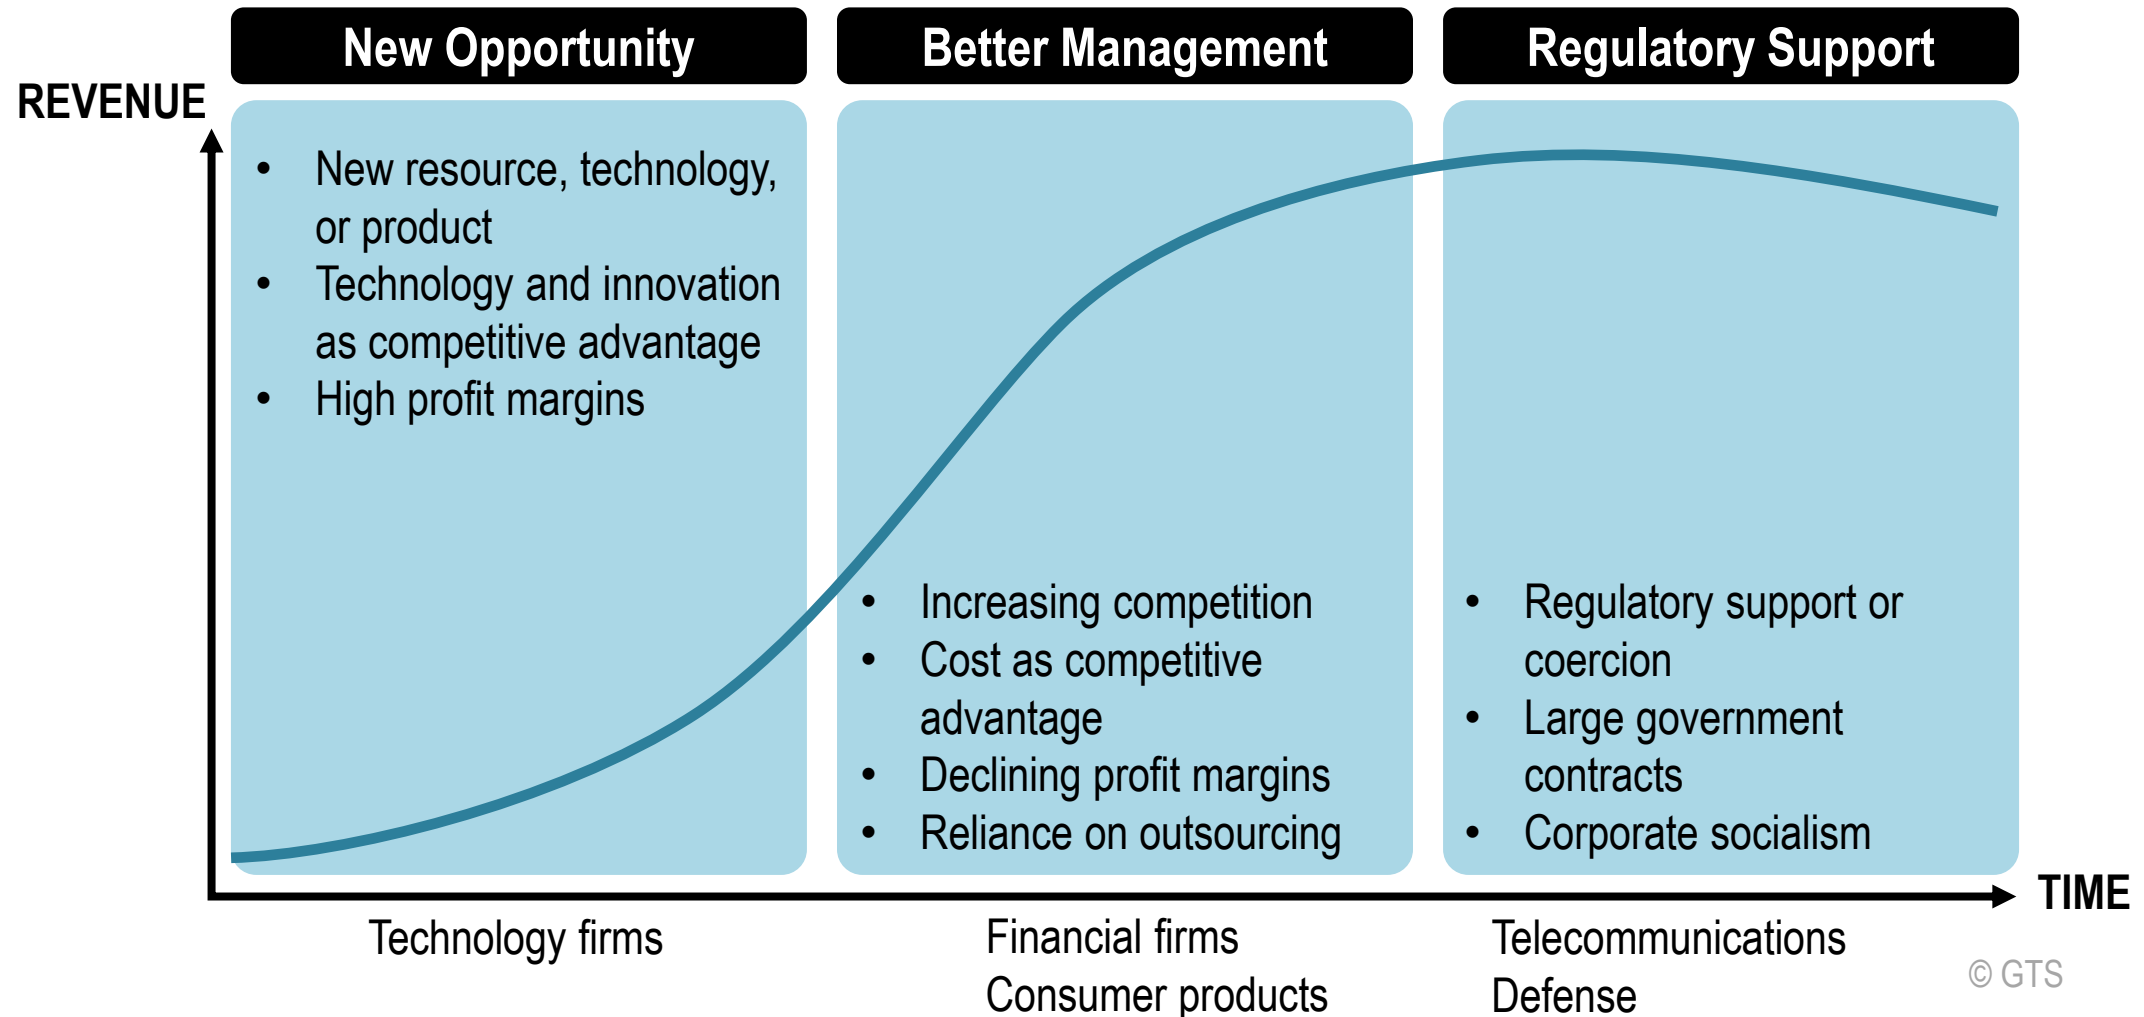 New Opportunity
Better Management
Regulatory Support
REVENUE
• New resource, technology,
or product
• Technology and innovation
as competitive advantage
• High profit margins
• Increasing competition
• Cost as competitive
advantage
• Declining profit margins
• Reliance on outsourcing
• Regulatory support or
coercion
• Large government
contracts
• Corporate socialism
TIME
Technology firms
Financial firms
Consumer products
Telecommunications
Defense
© GTS